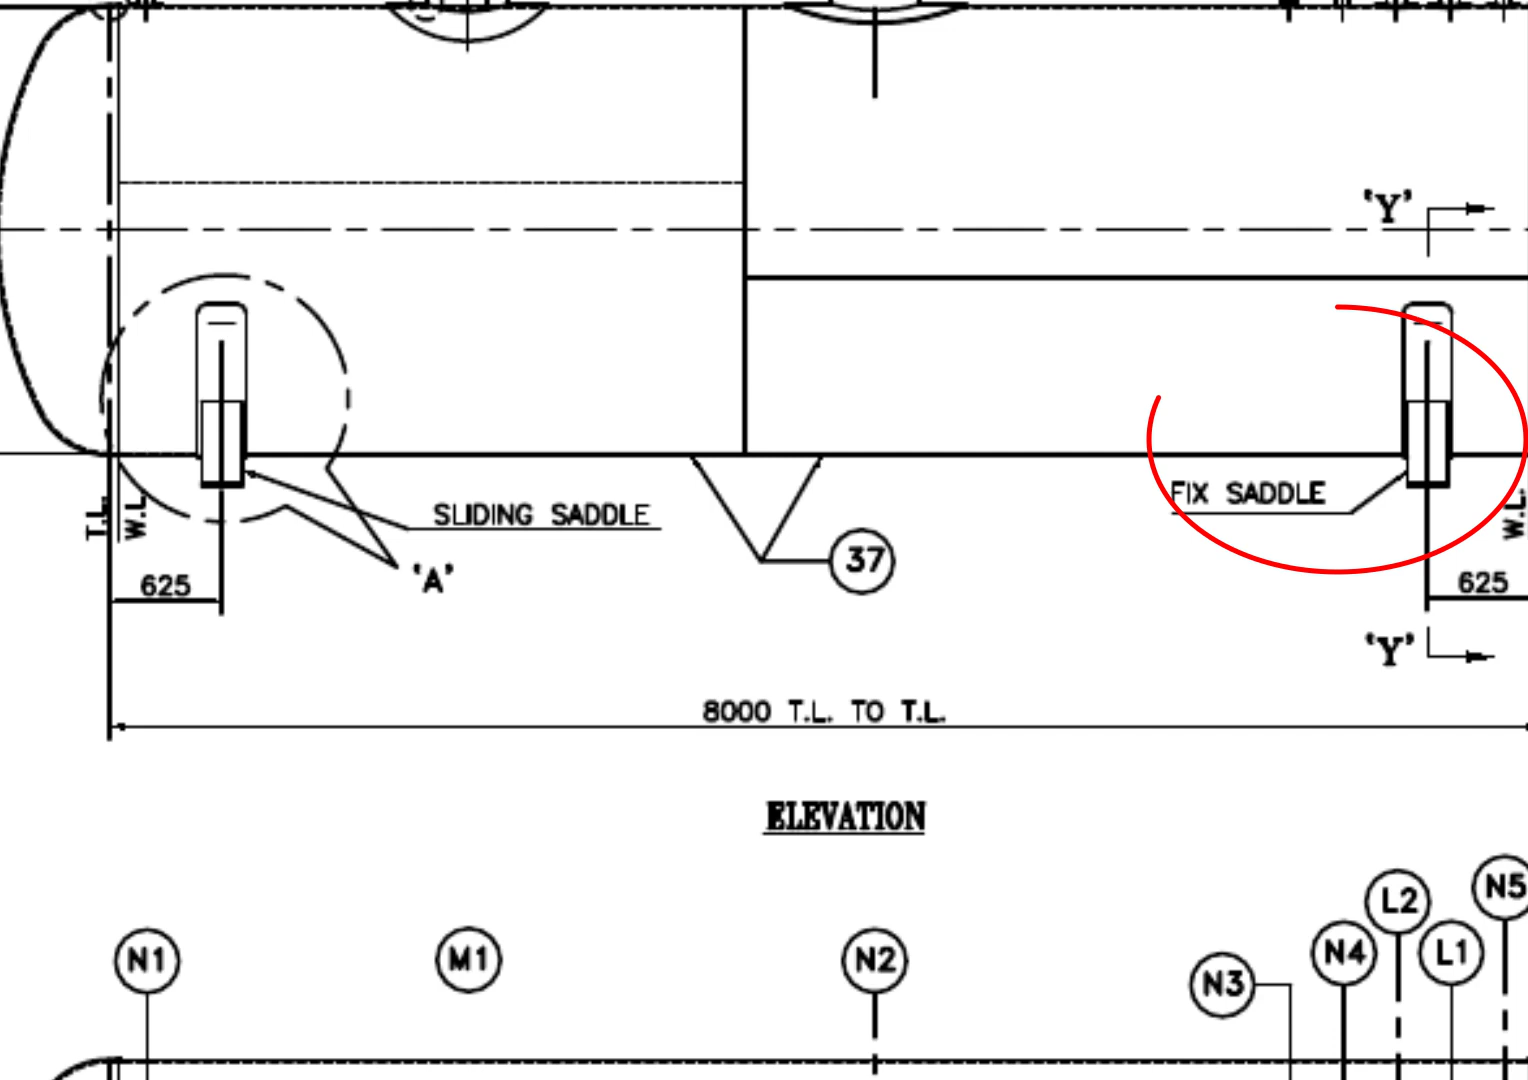 'Y'
SLIDING SADDLE
FIX SADDLE
T.L.
W.L.
W.L.
37
'A'
625
625
'Y'
8000 T.L. TO T.L.
ELEVATION
N5
L2
N1
M1
N2
N4
L1
N3